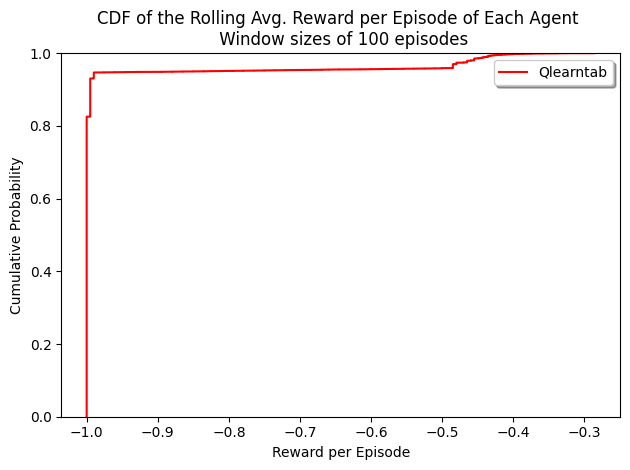 CDF of the Rolling Avg. Reward per Episode of Each Agent
Window sizes of 100 episodes
Qlearntab
Cumulative Probability
1.0
0.8
0.6
0.4
0.2
0.0
−1.0 −0.9 −0.8 −0.7 −0.6 −0.5 −0.4 −0.3
Reward per Episode